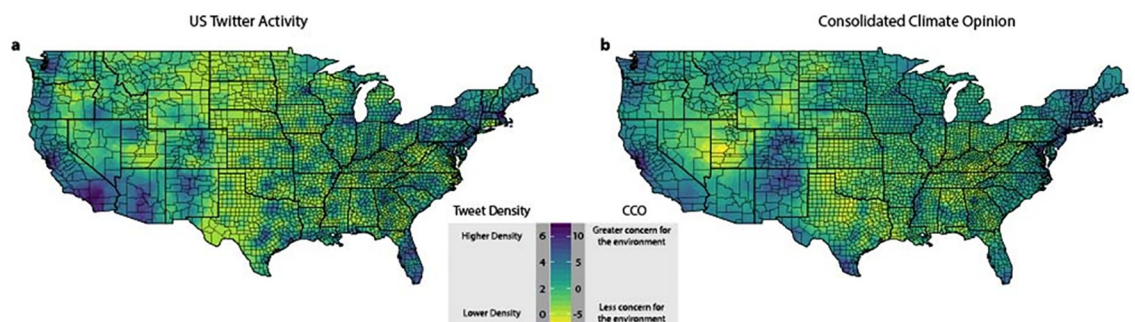 US Twitter Activity
Consolidated Climate Opinion
a
b
Tweet Density
CCO
Higher Density
6
10
Greater concern for
the environment
4
5
2
0
Lower Density
0
-5
Less concern for
the environment